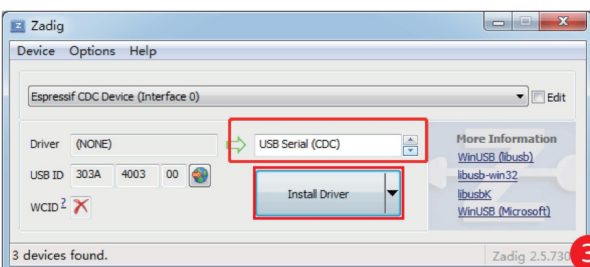 Zadig
Device Options Help
Espressif CDC Device (Interface 0)
Edit
Driver (NONE)
USB Serial (CDC)
More Information
WinUSB (libusb)
USB ID 303A 4003 00
libusb-win32
Install Driver
libusbK
WCID ?
WinUSB (Microsoft)
3 devices found.
Zadig 2.5.730
3